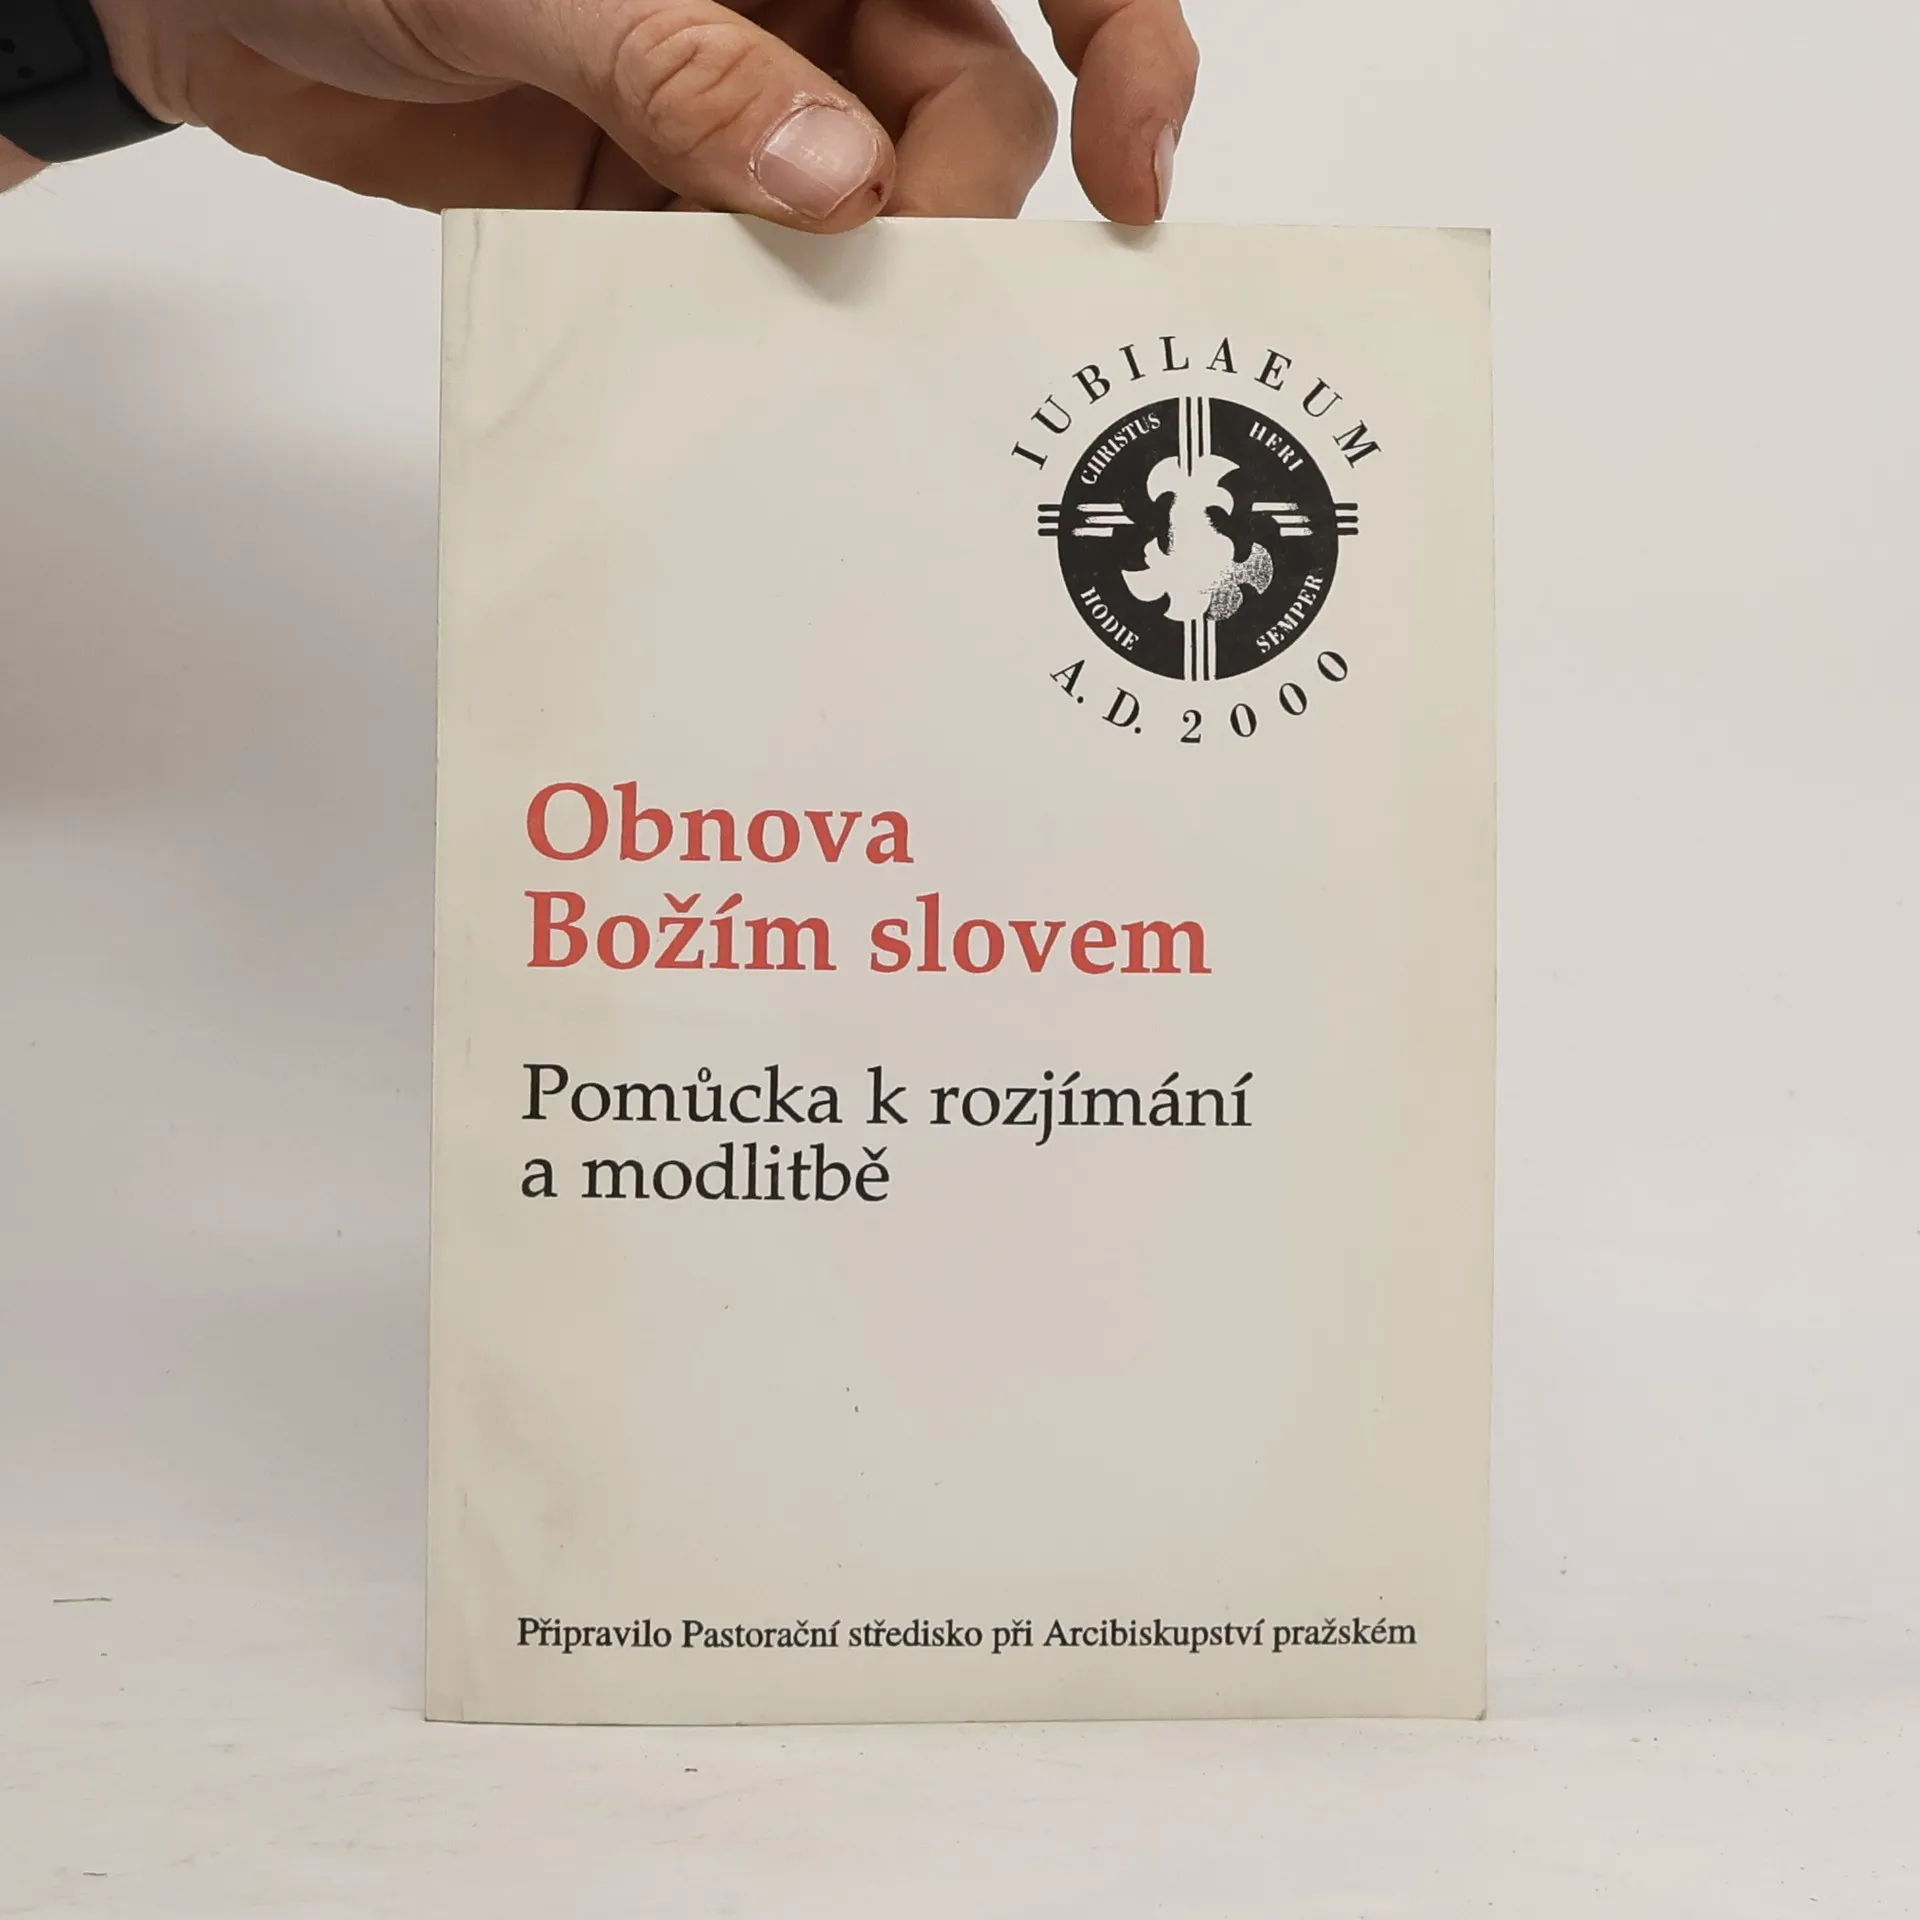 IUBILAEUM
CHRISTUS HERI
HODIE SEMPER
A. D. 2000
Obnova
Božím slovem
Pomůcka k rozjímání
a modlitbě
Připravilo Pastorační středisko při Arcibiskupství pražském